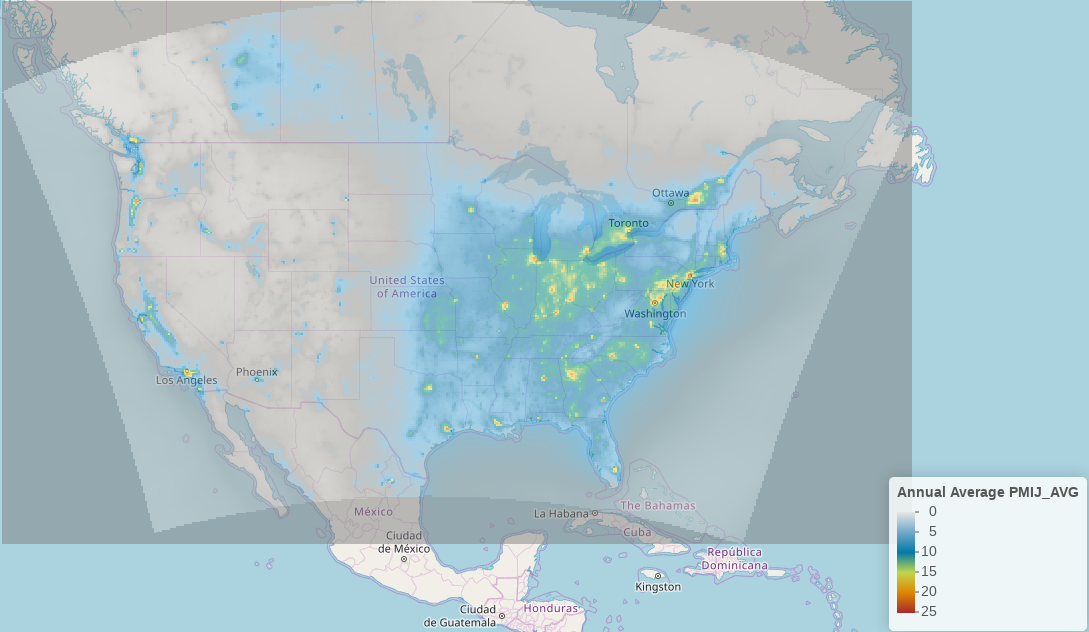 Ottawa
Toronto
United States
of America
New York
Washington
Los Angeles
Phoenix
México
La Habana
The Bahamas
Cuba
Ciudad
de México
República
Dominicana
Kingston
Ciudad
de Guatemala
Honduras
Annual Average PMIJ_AVG
0
5
10
15
20
25